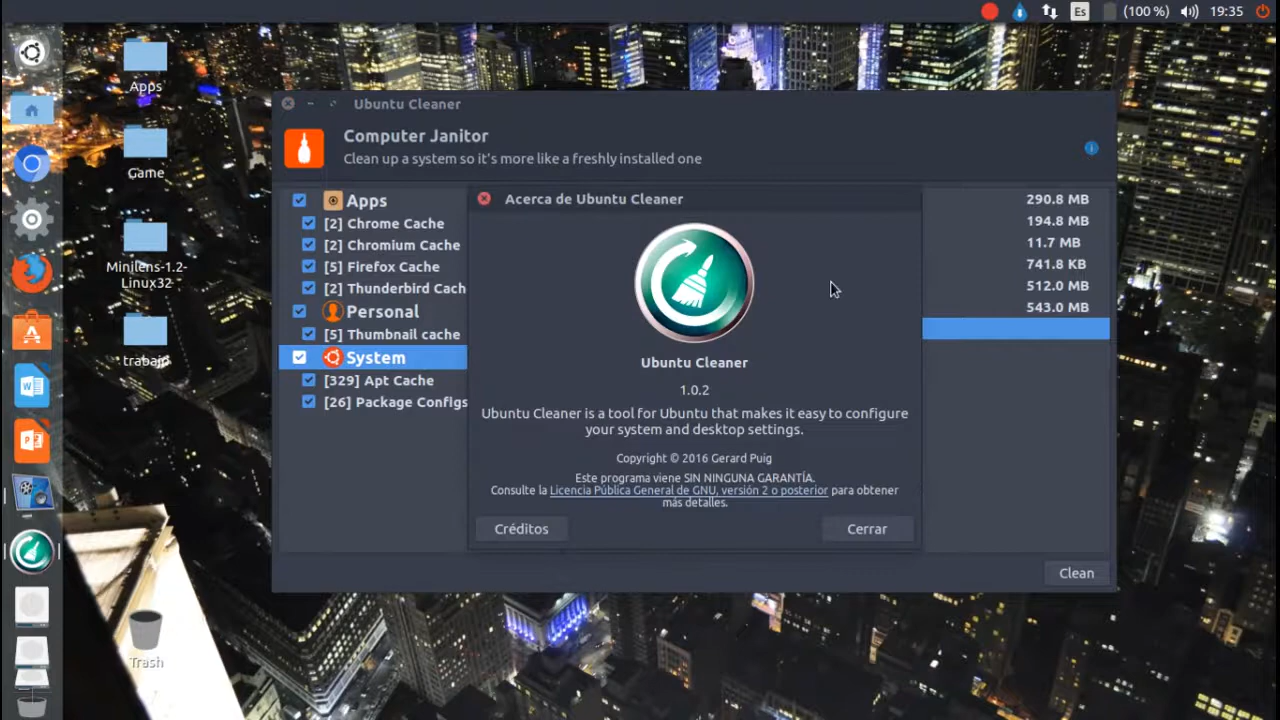 Es
(100 %)
19:35
Apps
Game
Minilens-1.2-
Linux32
trabajo
Trash
Ubuntu Cleaner
Computer Janitor
Clean up a system so it's more like a freshly installed one
Apps
290.8 MB
[2] Chrome Cache
194.8 MB
[2] Chromium Cache
11.7 MB
[5] Firefox Cache
741.8 KB
[2] Thunderbird Cach
512.0 MB
Personal
543.0 MB
[5] Thumbnail cache
System
[329] Apt Cache
[26] Package Configs
Acerca de Ubuntu Cleaner
Ubuntu Cleaner
1.0.2
Ubuntu Cleaner is a tool for Ubuntu that makes it easy to configure
your system and desktop settings.
Copyright © 2016 Gerard Puig
Este programa viene SIN NINGUNA GARANTÍA.
Consulte la Licencia Pública General de GNU, versión 2 o posterior para obtener
más detalles.
Créditos
Cerrar
Clean
W
P